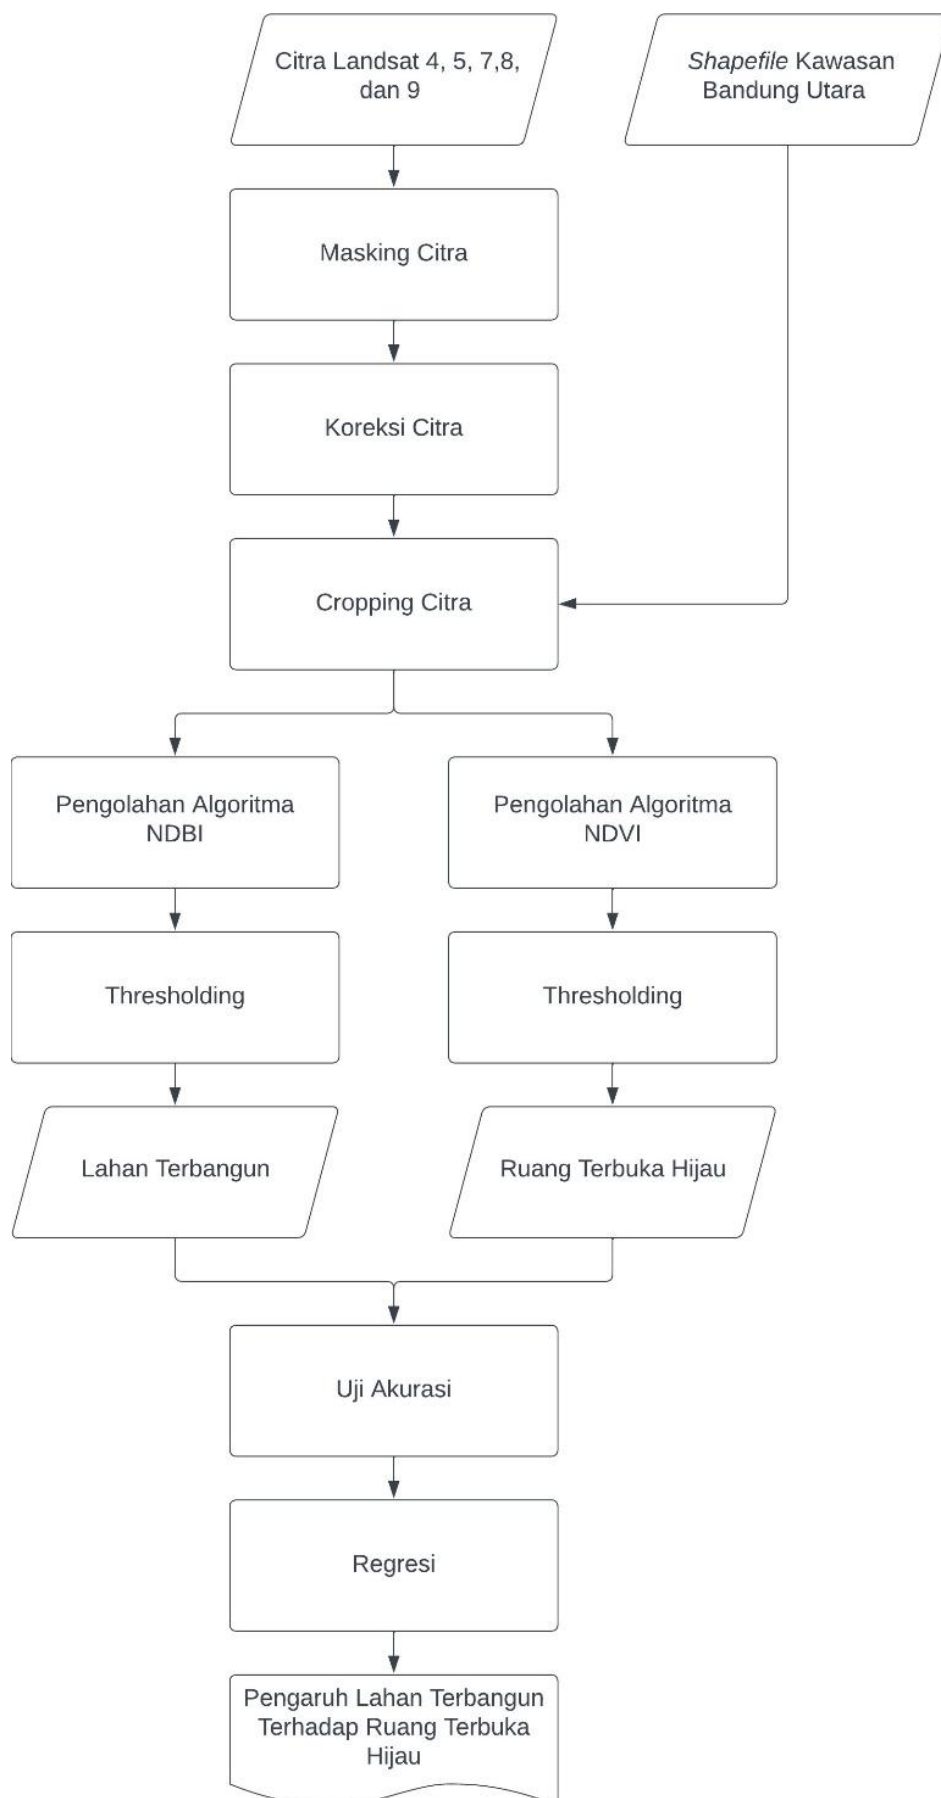 Citra Landsat 4, 5, 7,8,
dan 9
Shapefile Kawasan
Bandung Utara
Masking Citra
Koreksi Citra
Cropping Citra
Pengolahan Algoritma
NDBI
Pengolahan Algoritma
NDVI
Thresholding
Thresholding
Lahan Terbangun
Ruang Terbuka Hijau
Uji Akurasi
Regresi
Pengaruh Lahan Terbangun
Terhadap Ruang Terbuka
Hijau